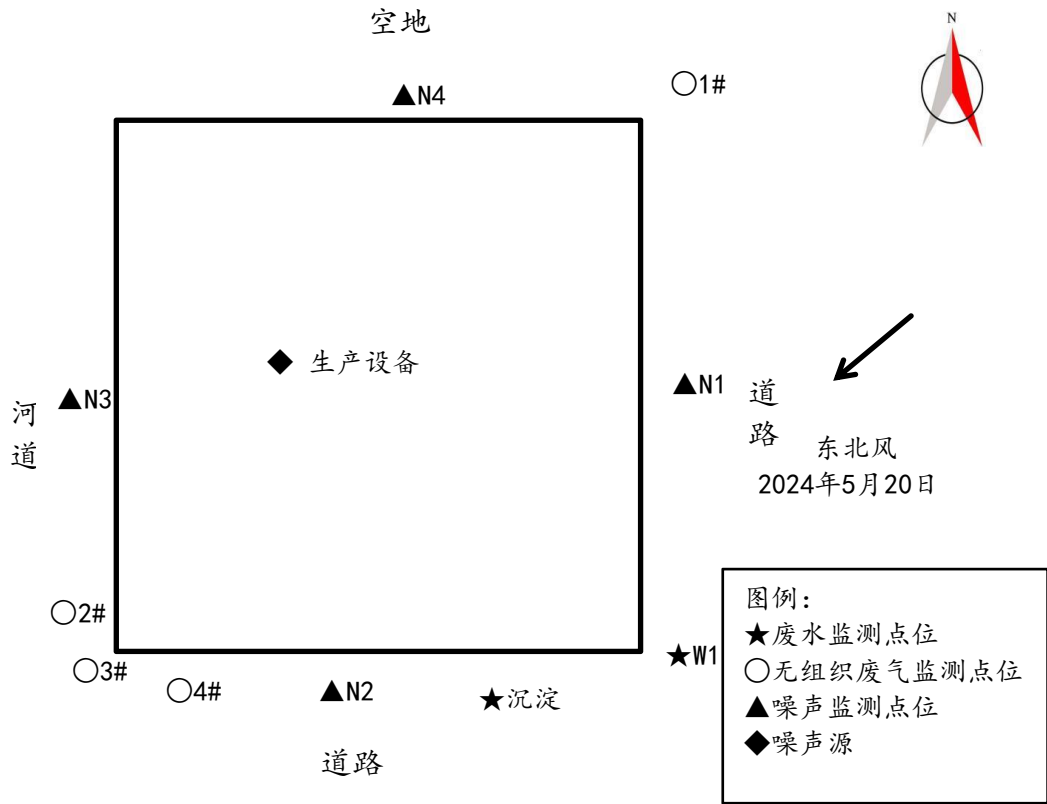 空地
N
▲N4
○1#
◆ 生产设备
▲N3
河道
▲N1
道路
东北风
2024年5月20日
○2#
○3#
○4#
▲N2
★沉淀
★W1
道路
图例：
★废水监测点位
○无组织废气监测点位
▲噪声监测点位
◆噪声源